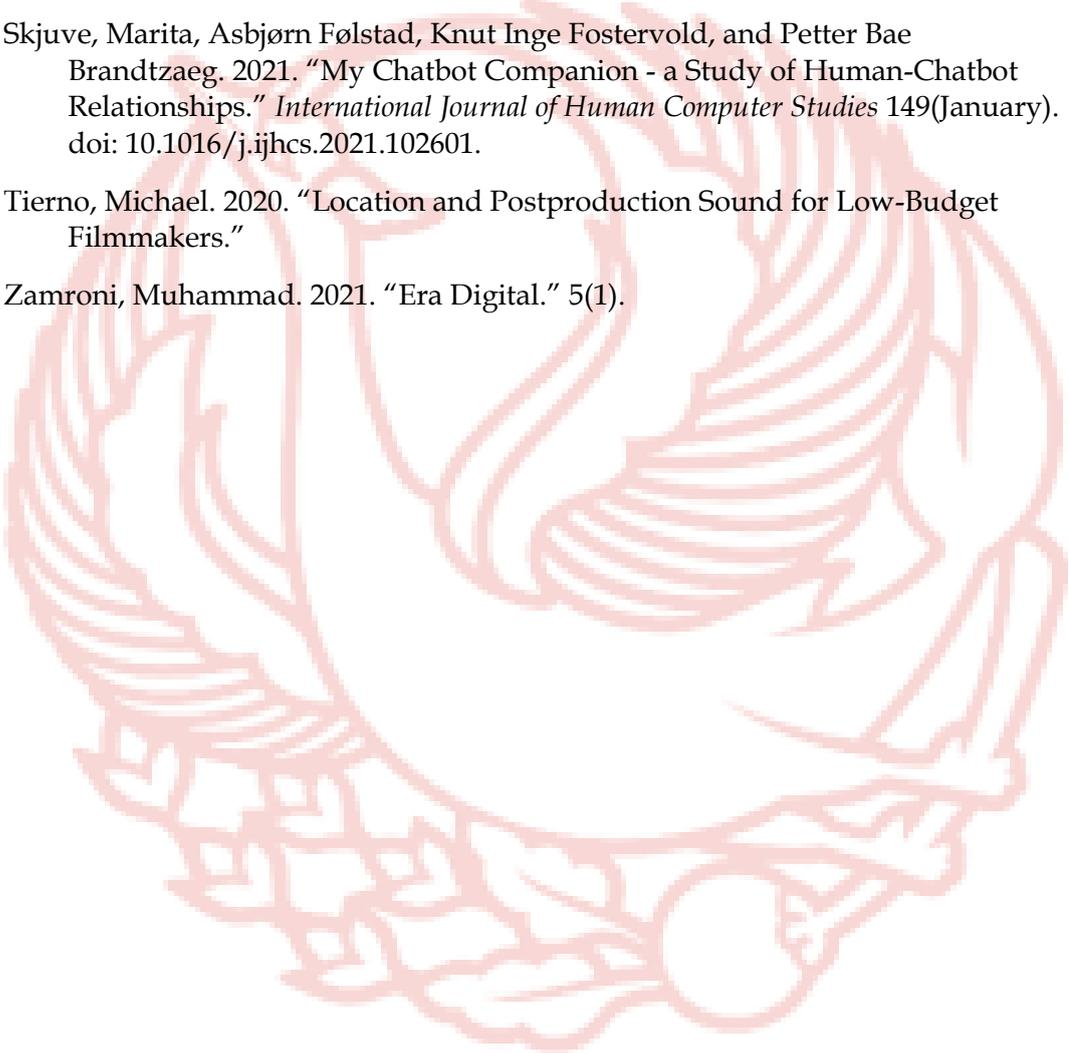 Skjuve, Marita, Asbjørn Følstad, Knut Inge Fostervold, and Petter Bae
Brandtzaeg. 2021. “My Chatbot Companion - a Study of Human-Chatbot
Relationships.” International Journal of Human Computer Studies 149(January).
doi: 10.1016/j.ijhcs.2021.102601.
Tierno, Michael. 2020. “Location and Postproduction Sound for Low-Budget
Filmmakers.”
Zamroni, Muhammad. 2021. “Era Digital.” 5(1).